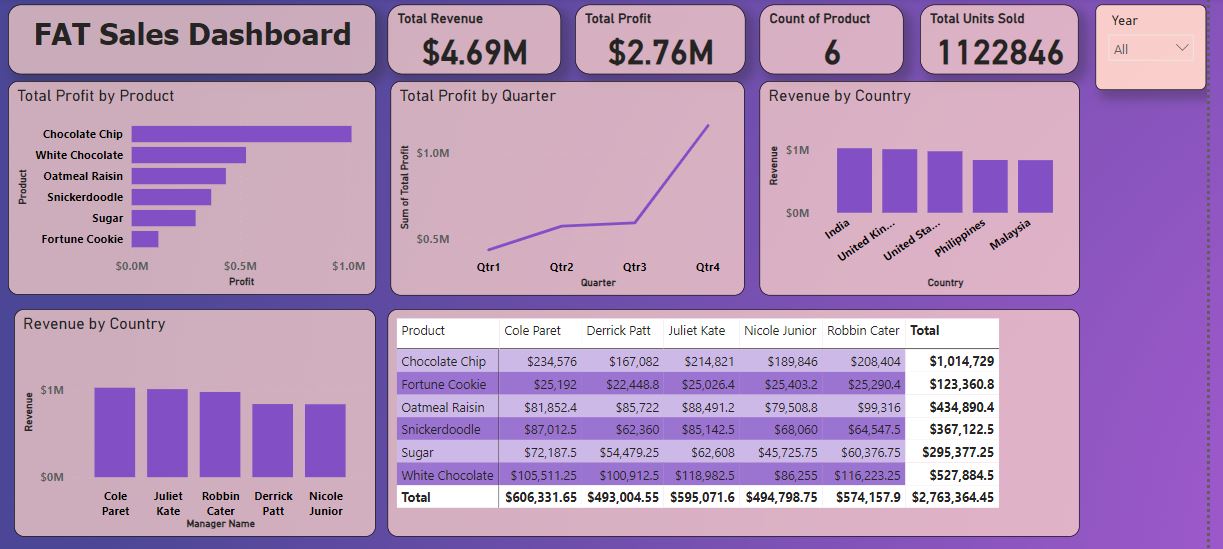 FAT Sales Dashboard
Total Revenue
$4.69M
Total Profit
$2.76M
Count of Product
6
Total Units Sold
1122846
Year
All
Total Profit by Product
Product
Chocolate Chip
White Chocolate
Oatmeal Raisin
Snickerdoodle
Sugar
Fortune Cookie
$0.0M $0.5M $1.0M
Profit
Total Profit by Quarter
Sum of Total Profit
$1.0M
$0.5M
Qtr1 Qtr2 Qtr3 Qtr4
Quarter
Revenue by Country
Revenue
$1M
$0M
India United Kin... United Sta... Philippines Malaysia
Country
Revenue by Country
Revenue
$1M
$0M
Cole Paret Juliet Kate Robbin Cater Derrick Patt Nicole Junior
Manager Name
Product Cole Paret Derrick Patt Juliet Kate Nicole Junior Robbin Cater Total
Chocolate Chip $234,576 $167,082 $214,821 $189,846 $208,404 $1,014,729
Fortune Cookie $25,192 $22,448.8 $25,026.4 $25,403.2 $25,290.4 $123,360.8
Oatmeal Raisin $81,852.4 $85,722 $88,491.2 $79,508.8 $99,316 $434,890.4
Snickerdoodle $87,012.5 $62,360 $85,142.5 $68,060 $64,547.5 $367,122.5
Sugar $72,187.5 $54,479.25 $62,608 $45,725.75 $60,376.75 $295,377.25
White Chocolate $105,511.25 $100,912.5 $118,982.5 $86,255 $116,223.25 $527,884.5
Total $606,331.65 $493,004.55 $595,071.6 $494,798.75 $574,157.9 $2,763,364.45